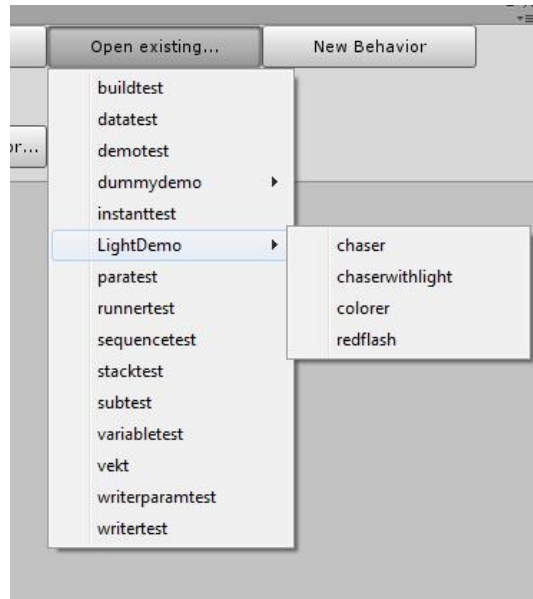 Open existing...
New Behavior
buildtest
datatest
demotest
or...
dummydemo
instanttest
LightDemo
chaser
paratest
chaserwithlight
runnertest
colorer
sequencetest
redflash
stacktest
subtest
variabletest
vekt
writerparamtest
writertest